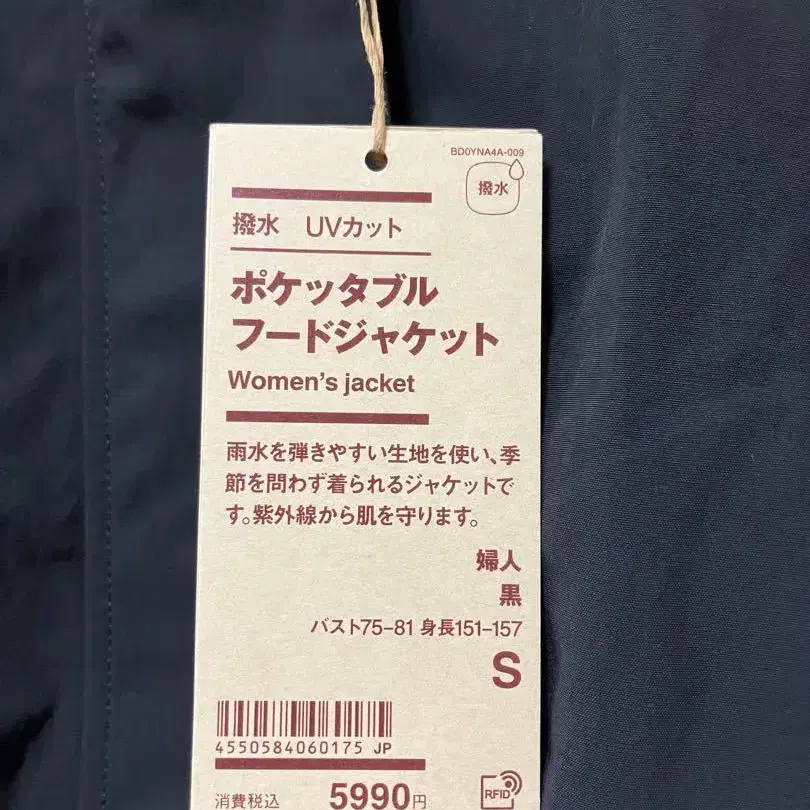 BD0YNA4A-009
撥水
撥水 UVカット
ポケッタブル
フードジャケット
Women's jacket
雨水を弾きやすい生地を使い、季
節を問わず着られるジャケットで
す。紫外線から肌を守ります。
婦人
黒
バスト75-81 身長151-157
S
4550584060175 JP
消費税込 5990円
RFID